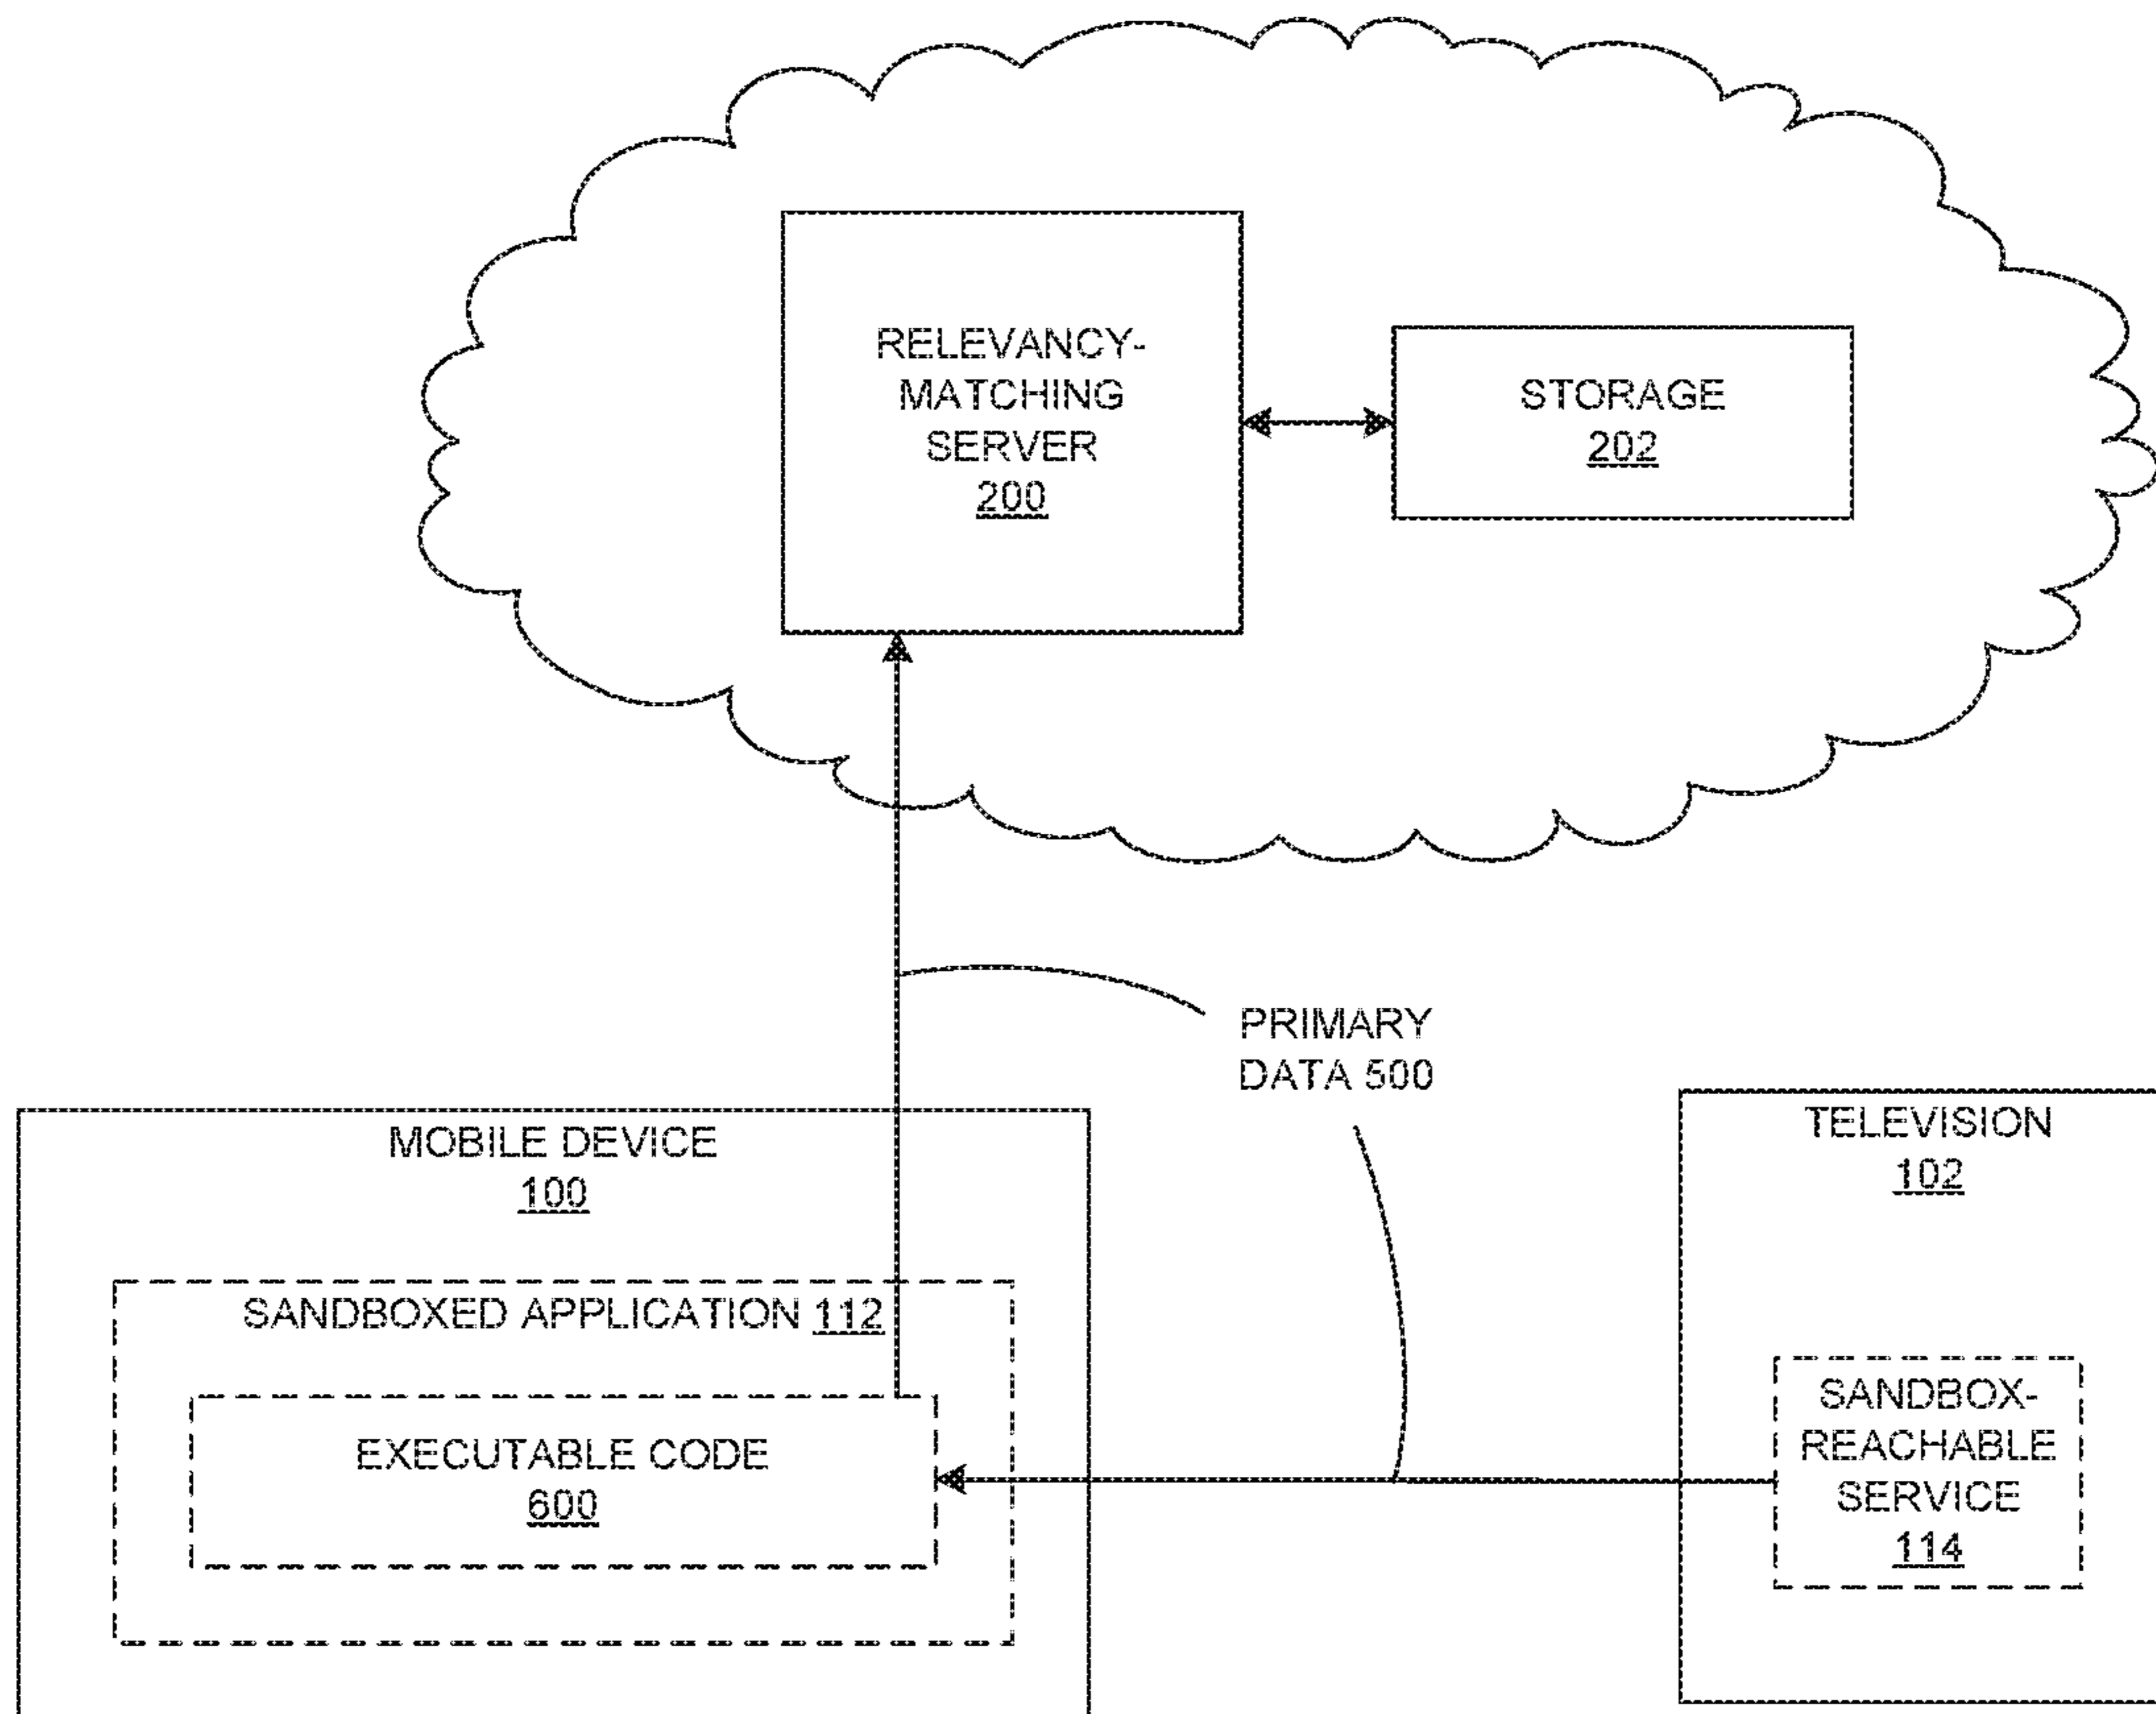 RELEVANCY-
MATCHING
SERVER
200
STORAGE
202
PRIMARY
DATA 500
MOBILE DEVICE
100
SANDBOXED APPLICATION 112
EXECUTABLE CODE
600
TELEVISION
102
SANDBOX-
REACHABLE
SERVICE
114